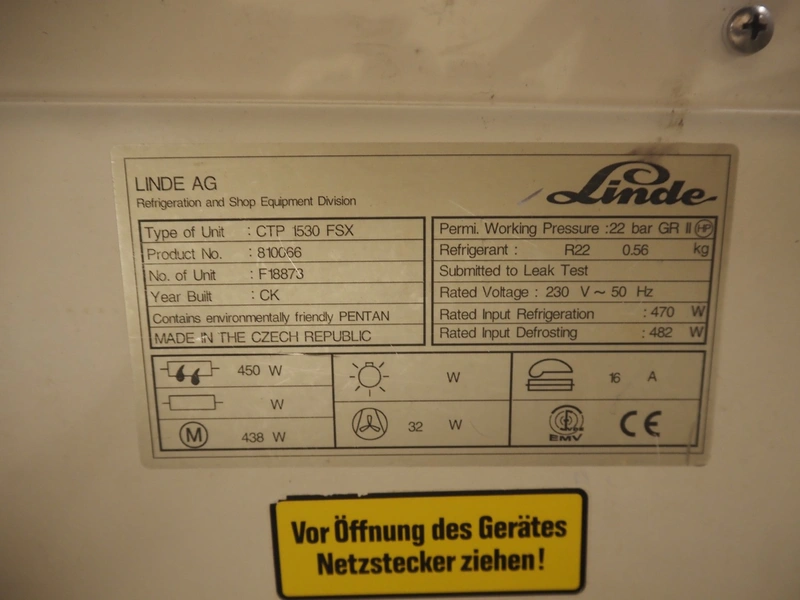 LINDE AG
Refrigeration and Shop Equipment Division
Linde
Type of Unit : CTP 1530 FSX
Product No. : 810066
No. of Unit : F18873
Year Built : CK
Contains environmentally friendly PENTAN
MADE IN THE CZECH REPUBLIC
Permi. Working Pressure :22 bar GR II HP
Refrigerant : R22 0.56 kg
Submitted to Leak Test
Rated Voltage : 230 V ~ 50 Hz
Rated Input Refrigeration : 470 W
Rated Input Defrosting : 482 W
450 W
W
M 438 W
W
32 W
16 A
EMV CE
Vor Öffnung des Gerätes
Netzstecker ziehen!